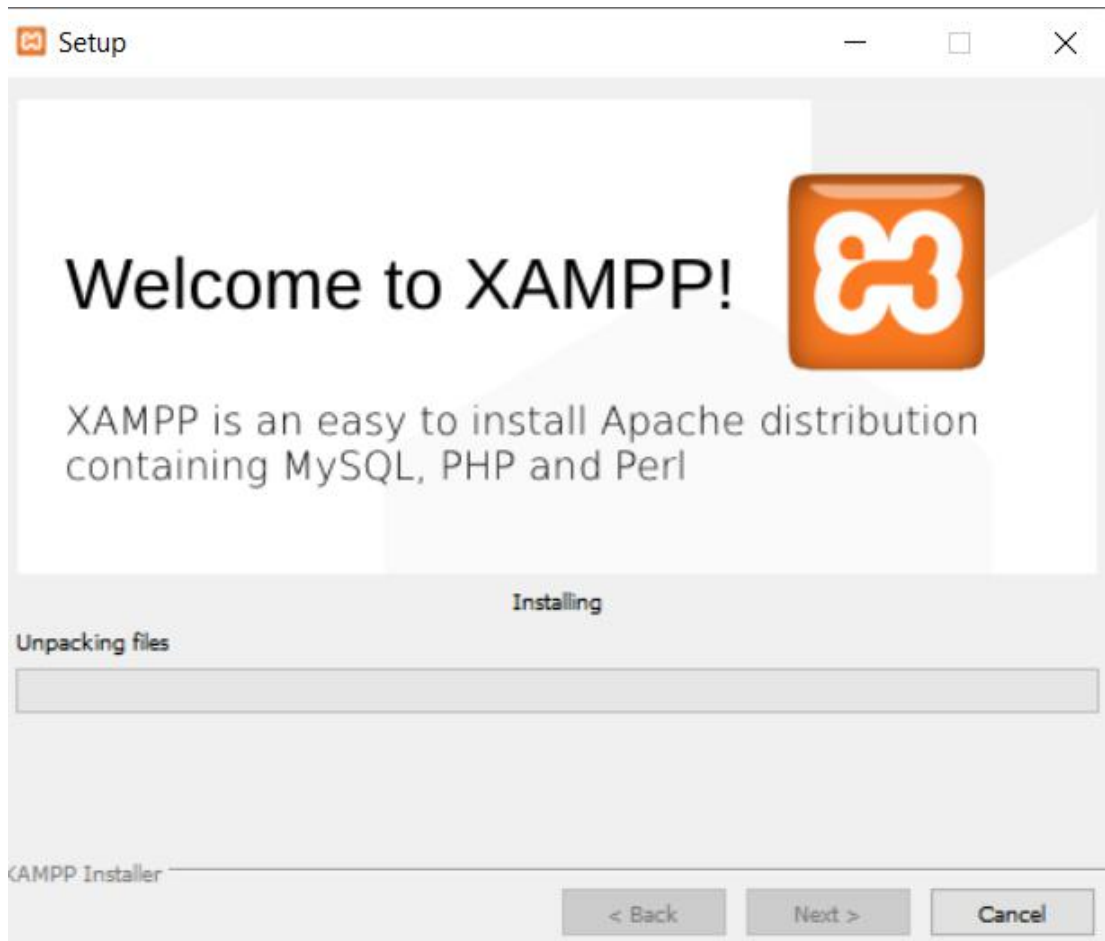 Setup
Welcome to XAMPP!
XAMPP is an easy to install Apache distribution
containing MySQL, PHP and Perl
Installing
Unpacking files
XAMPP Installer
< Back
Next >
Cancel